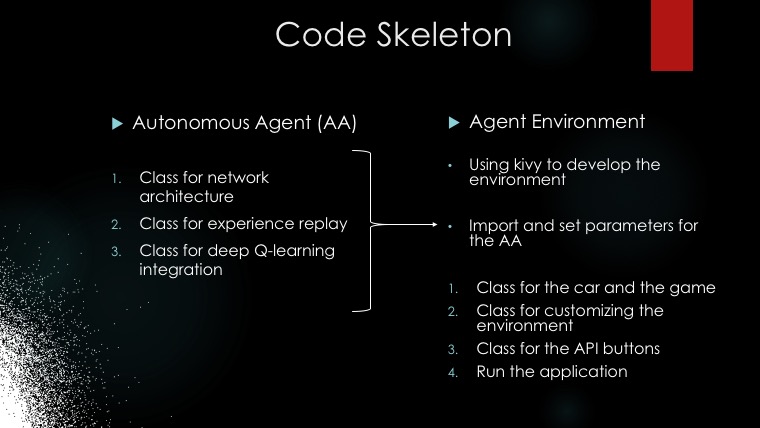 Code Skeleton
Autonomous Agent (AA)
1. Class for network
architecture
2. Class for experience replay
3. Class for deep Q-learning
integration
Agent Environment
• Using kivy to develop the
environment
• Import and set parameters for
the AA
1. Class for the car and the game
2. Class for customizing the
environment
3. Class for the API buttons
4. Run the application